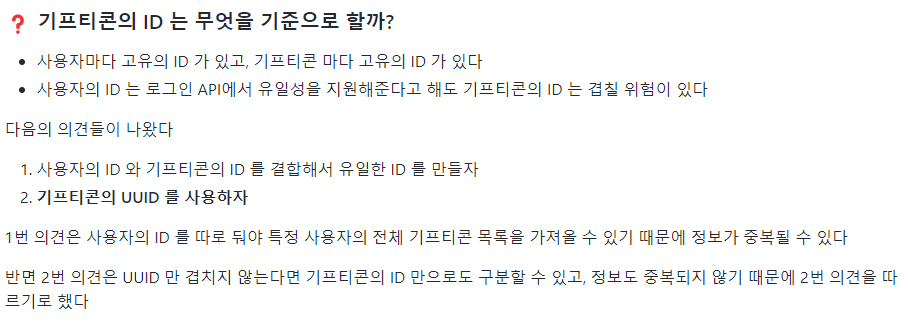 ❓ 기프티콘의 ID 는 무엇을 기준으로 할까?
• 사용자마다 고유의 ID 가 있고, 기프티콘 마다 고유의 ID 가 있다
• 사용자의 ID 는 로그인 API에서 유일성을 지원해준다고 해도 기프티콘의 ID 는 겹칠 위험이 있다
다음의 의견들이 나왔다
1. 사용자의 ID 와 기프티콘의 ID 를 결합해서 유일한 ID 를 만들자
2. 기프티콘의 UUID 를 사용하자
1번 의견은 사용자의 ID 를 따로 둬야 특정 사용자의 전체 기프티콘 목록을 가져올 수 있기 때문에 정보가 중복될 수 있다
반면 2번 의견은 UUID 만 겹치지 않는다면 기프티콘의 ID 만으로도 구분할 수 있고, 정보도 중복되지 않기 때문에 2번 의견을 따
르기로 했다